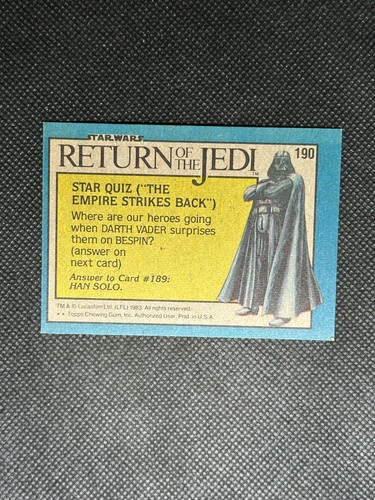 STAR WARS
RETURN OF THE JEDI™
190
STAR QUIZ ("THE
EMPIRE STRIKES BACK")
Where are our heroes going
when DARTH VADER surprises
them on BESPIN?
(answer on
next card)
Answer to Card #189:
HAN SOLO.
TM & © Lucasfilm Ltd. (LFL) 1983. All rights reserved.
★★ Topps Chewing Gum, Inc. Authorized User. Prtd. in U.S.A.